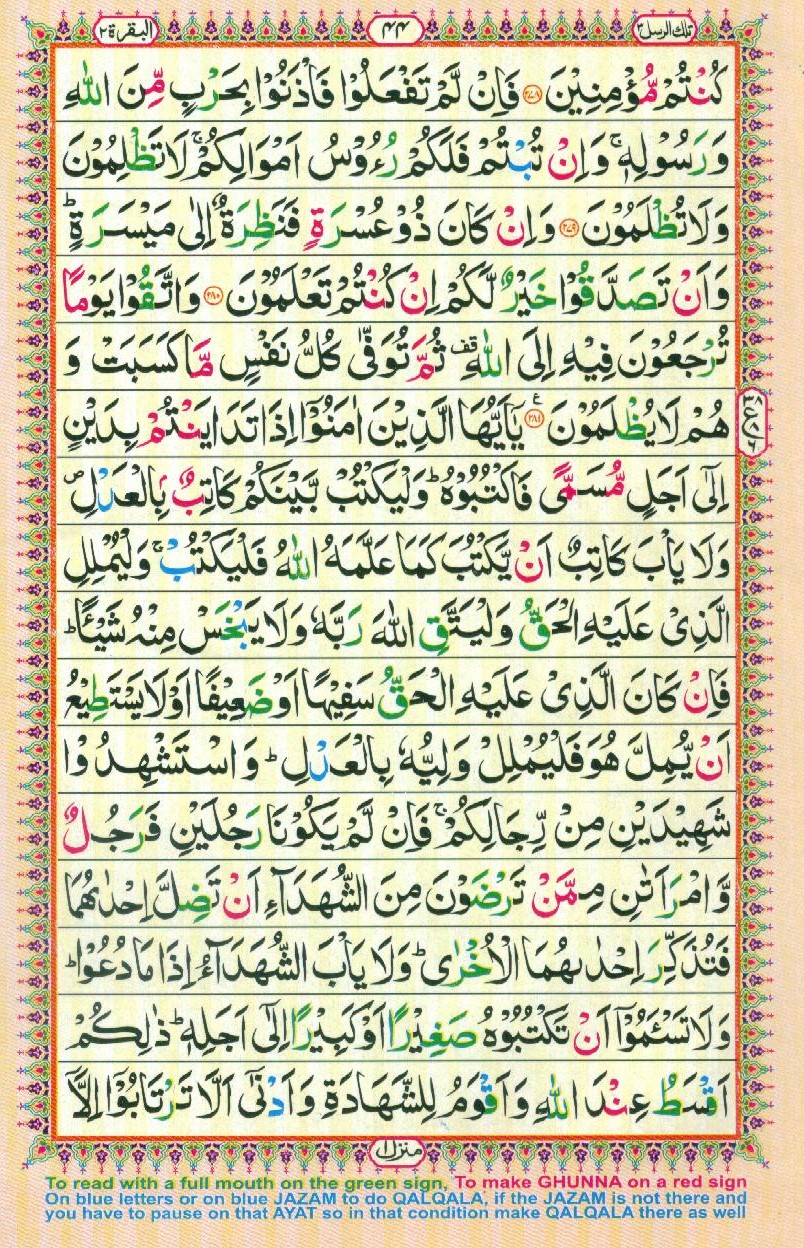 تلك الرسل ٣
٤٤
البقرة ٢
كُنْتُمْ مُّؤْمِنِيْنَ ﴿٢٧٨﴾ فَاِنْ لَّمْ تَفْعَلُوْا فَاْذَنُوْا بِحَرْبٍ مِّنَ اللّٰهِ
وَرَسُوْلِهٖ ۚ وَاِنْ تُبْتُمْ فَلَكُمْ رُءُوْسُ اَمْوَالِكُمْ ۚ لَا تَظْلِمُوْنَ
وَلَا تُظْلَمُوْنَ ﴿٢٧٩﴾ وَاِنْ كَانَ ذُوْ عُسْرَةٍ فَنَظِرَةٌ اِلٰى مَيْسَرَةٍ ؕ
وَاَنْ تَصَدَّقُوْا خَيْرٌ لَّكُمْ اِنْ كُنْتُمْ تَعْلَمُوْنَ ﴿٢٨٠﴾ وَاتَّقُوْا يَوْمًا
تُرْجَعُوْنَ فِيْهِ اِلَى اللّٰهِ ۗقف ثُمَّ تُوَفّٰى كُلُّ نَفْسٍ مَّا كَسَبَتْ وَ
هُمْ لَا يُظْلَمُوْنَ ﴿٢٨١﴾ ع يٰۤاَيُّهَا الَّذِيْنَ اٰمَنُوْۤا اِذَا تَدَايَنْتُمْ بِدَيْنٍ
اِلٰۤى اَجَلٍ مُّسَمًّى فَاكْتُبُوْهُ ؕ وَلْيَكْتُبْ بَّيْنَكُمْ كَاتِبٌۢ بِالْعَدْلِ ۪
وَلَا يَاْبَ كَاتِبٌ اَنْ يَّكْتُبَ كَمَا عَلَّمَهُ اللّٰهُ فَلْيَكْتُبْ ۚ وَلْيُمْلِلِ
الَّذِىْ عَلَيْهِ الْحَقُّ وَلْيَتَّقِ اللّٰهَ رَبَّهٗ وَلَا يَبْخَسْ مِنْهُ شَيْـًٔا ؕ
فَاِنْ كَانَ الَّذِىْ عَلَيْهِ الْحَقُّ سَفِيْهًا اَوْ ضَعِيْفًا اَوْ لَا يَسْتَطِيْعُ
اَنْ يُّمِلَّ هُوَ فَلْيُمْلِلْ وَلِيُّهٗ بِالْعَدْلِ ؕ وَاسْتَشْهِدُوْا
شَهِيْدَيْنِ مِنْ رِّجَالِكُمْ ۚ فَاِنْ لَّمْ يَكُوْنَا رَجُلَيْنِ فَرَجُلٌ
وَّامْرَاَتٰنِ مِمَّنْ تَرْضَوْنَ مِنَ الشُّهَدَآءِ اَنْ تَضِلَّ اِحْدٰىهُمَا
فَتُذَكِّرَ اِحْدٰىهُمَا الْاُخْرٰى ؕ وَلَا يَاْبَ الشُّهَدَآءُ اِذَا مَا دُعُوْا ؕ
وَلَا تَسْـَٔمُوْۤا اَنْ تَكْتُبُوْهُ صَغِيْرًا اَوْ كَبِيْرًا اِلٰۤى اَجَلِهٖ ؕ ذٰلِكُمْ
اَقْسَطُ عِنْدَ اللّٰهِ وَاَقْوَمُ لِلشَّهَادَةِ وَاَدْنٰۤى اَلَّا تَرْتَابُوْۤا اِلَّاۤ
منزل ١
To read with a full mouth on the green sign, To make GHUNNA on a red sign
On blue letters or on blue JAZAM to do QALQALA, if the JAZAM is not there and
you have to pause on that AYAT so in that condition make QALQALA there as well